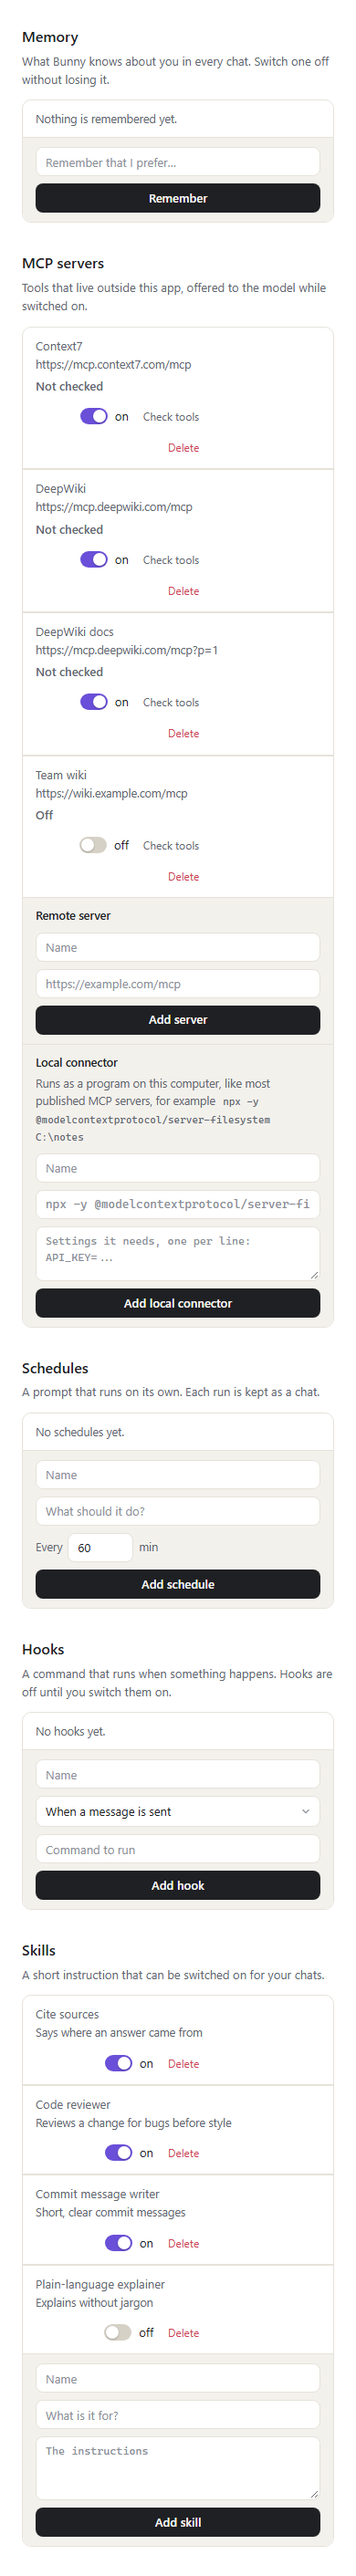 Memory
What Bunny knows about you in every chat. Switch one off
without losing it.
Nothing is remembered yet.
Remember that I prefer...
Remember
MCP servers
Tools that live outside this app, offered to the model while
switched on.
Context7
https://mcp.context7.com/mcp
Not checked
on Check tools
Delete
DeepWiki
https://mcp.deepwiki.com/mcp
Not checked
on Check tools
Delete
DeepWiki docs
https://mcp.deepwiki.com/mcp?p=1
Not checked
on Check tools
Delete
Team wiki
https://wiki.example.com/mcp
Off
off Check tools
Delete
Remote server
Name
https://example.com/mcp
Add server
Local connector
Runs as a program on this computer, like most
published MCP servers, for example npx -y
@modelcontextprotocol/server-filesystem
C:\notes
Name
npx -y @modelcontextprotocol/server-fi
Settings it needs, one per line:
API_KEY=...
Add local connector
Schedules
A prompt that runs on its own. Each run is kept as a chat.
No schedules yet.
Name
What should it do?
Every 60 min
Add schedule
Hooks
A command that runs when something happens. Hooks are
off until you switch them on.
No hooks yet.
Name
When a message is sent
Command to run
Add hook
Skills
A short instruction that can be switched on for your chats.
Cite sources
Says where an answer came from
on Delete
Code reviewer
Reviews a change for bugs before style
on Delete
Commit message writer
Short, clear commit messages
on Delete
Plain-language explainer
Explains without jargon
off Delete
Name
What is it for?
The instructions
Add skill